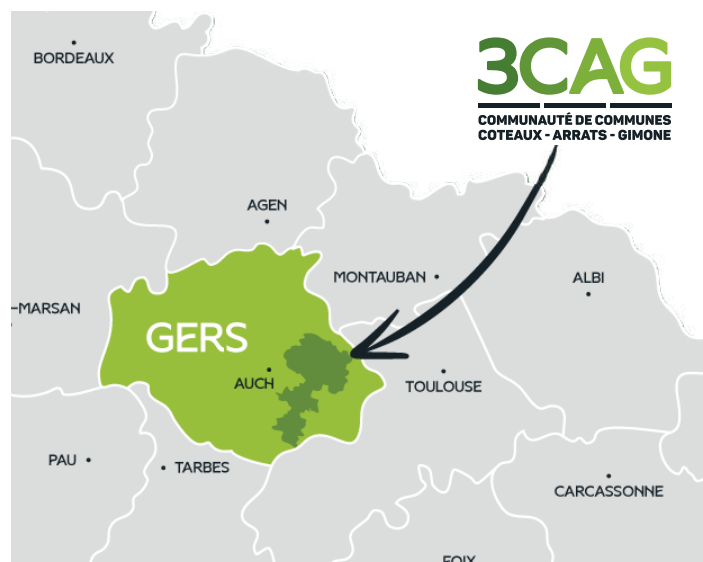 BORDEAUX
3CAG
COMMUNAUTÉ DE COMMUNES
COTEAUX - ARRATS - GIMONE
AGEN
MONTAUBAN
ALBI
-MARSAN
GERS
AUCH
TOULOUSE
PAU
TARBES
CARCASSONNE
FOIX